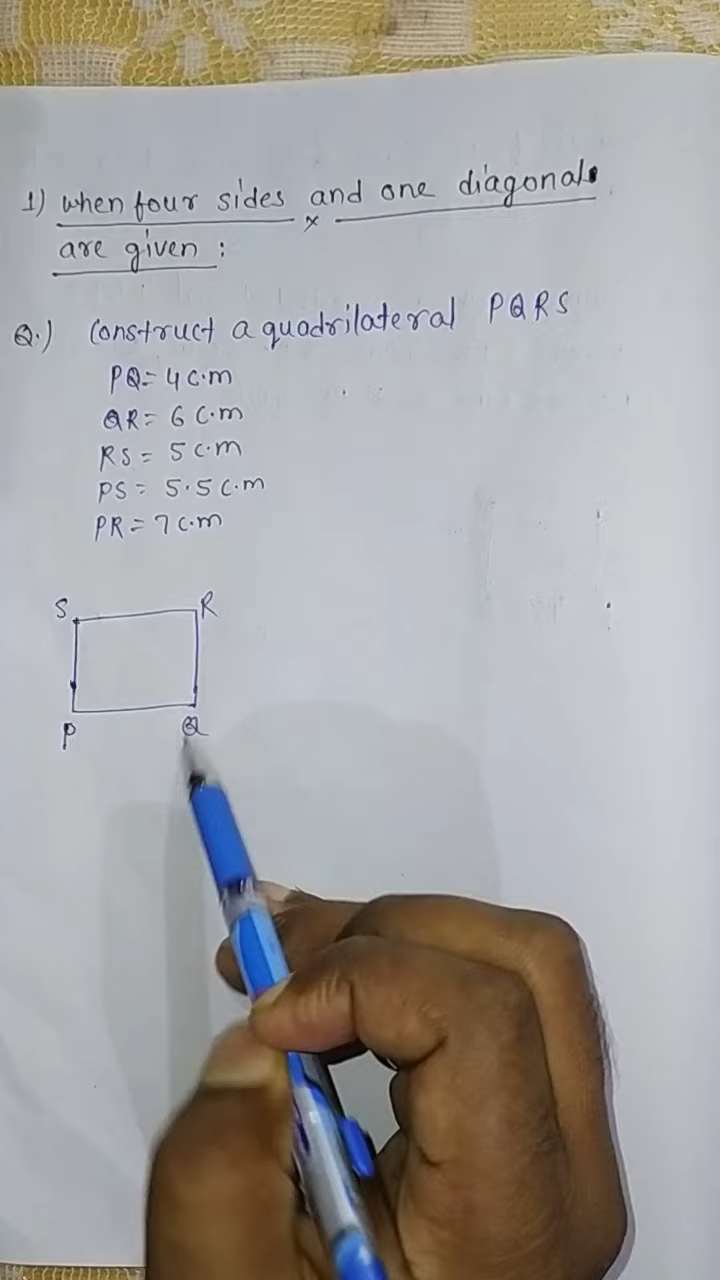 1) when four sides and one diagonal
are given :
Q.) Construct a quadrilateral PQRS
PQ= 4 c.m
QR= 6 c.m
RS = 5 c.m
PS = 5.5 c.m
PR = 7 c.m
S R
P Q